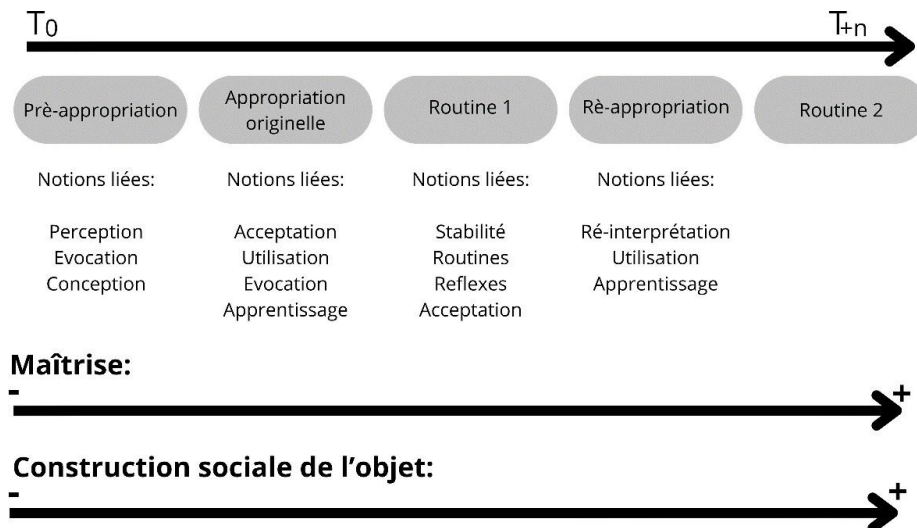 T0
T+n
Prè-appropriation
Appropriation
originelle
Routine 1
Rè-appropriation
Routine 2
Notions liées:
Perception
Evocation
Conception
Notions liées:
Acceptation
Utilisation
Evocation
Apprentissage
Notions liées:
Stabilité
Routines
Reflexes
Acceptation
Notions liées:
Ré-interprétation
Utilisation
Apprentissage
Maîtrise:
-
+
Construction sociale de l’objet:
-
+